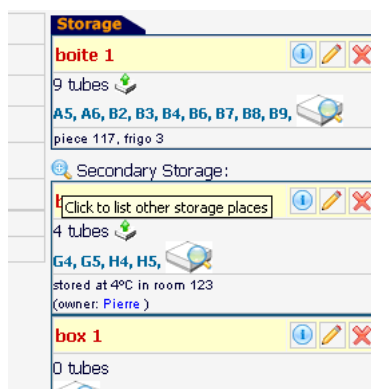 Storage
boite 1
9 tubes
A5, A6, B2, B3, B4, B6, B7, B8, B9,
piece 117, frigo 3
Secondary Storage:
Click to list other storage places
4 tubes
G4, G5, H4, H5,
stored at 4ºC in room 123
(owner: Pierre )
box 1
0 tubes